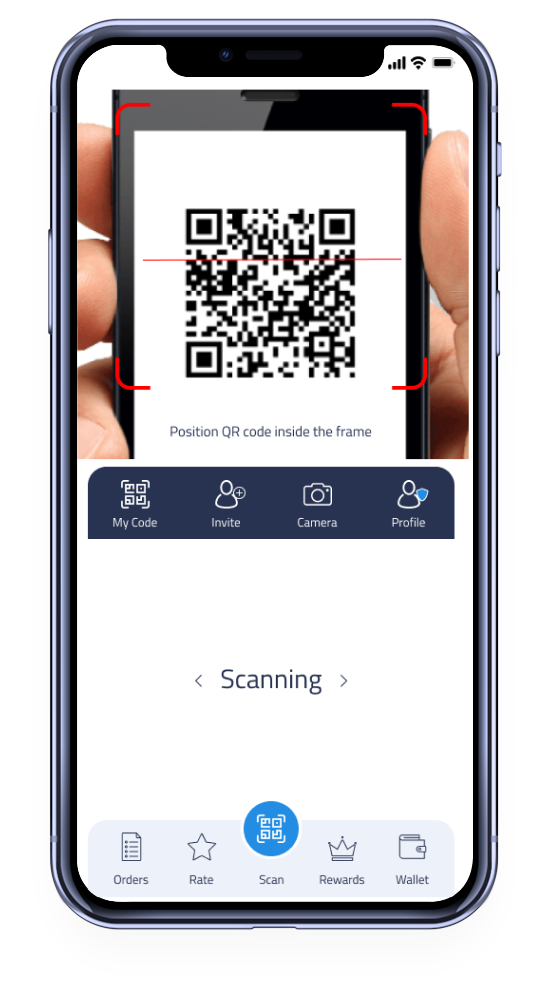 Position QR code inside the frame
My Code Invite Camera Profile
Scanning
Orders Rate Scan Rewards Wallet